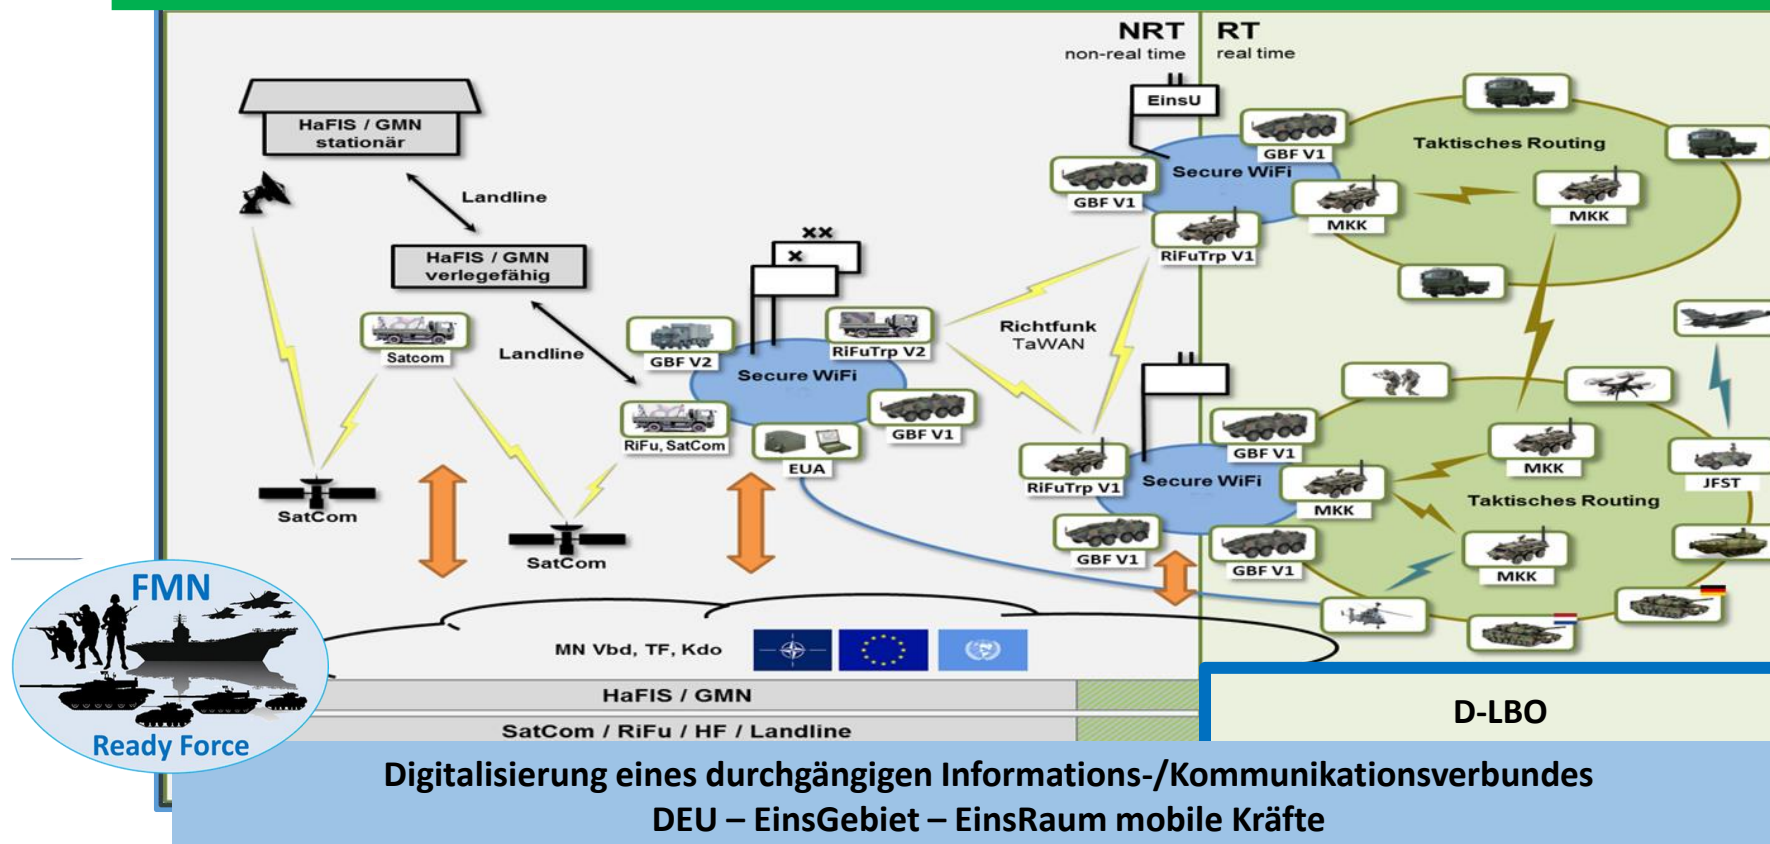 NRT
non-real time
RT
real time
EinsU
HaFIS / GMN
stationär
GBF V1
Taktisches Routing
Secure WiFi
GBF V1
MKK
MKK
Landline
RiFuTrp V1
HaFIS / GMN
verlegefähig
Richtfunk
TaWAN
Satcom
Landline
GBF V2
RiFuTrp V2
Secure WiFi
RiFu, SatCom
GBF V1
EUA
GBF V1
MKK
JFST
RiFuTrp V1
Secure WiFi
MKK
Taktisches Routing
SatCom
SatCom
GBF V1
GBF V1
MKK
FMN
Ready Force
MN Vbd, TF, Kdo
HaFIS / GMN
SatCom / RiFu / HF / Landline
D-LBO
Digitalisierung eines durchgängigen Informations-/Kommunikationsverbundes
DEU – EinsGebiet – EinsRaum mobile Kräfte